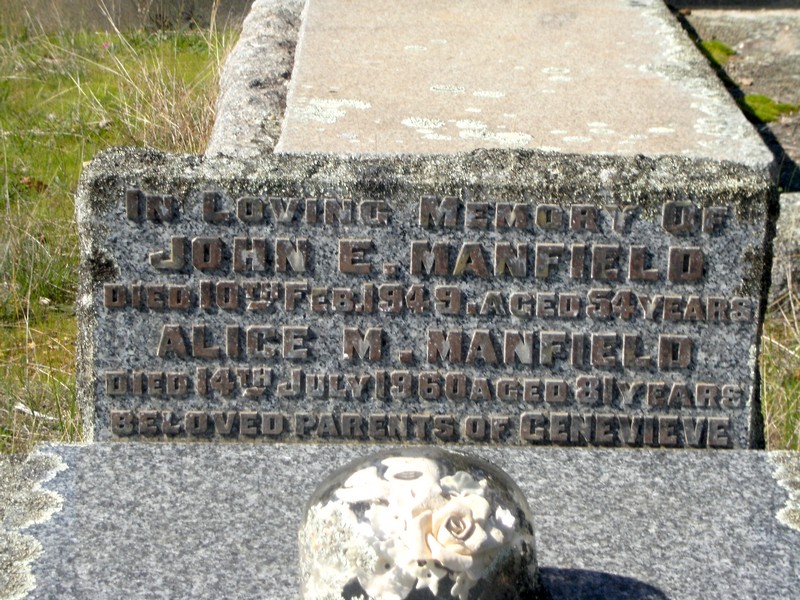 IN LOVING MEMORY OF
JOHN E. MANFIELD
DIED 10TH FEB. 1949. AGED 54 YEARS
ALICE M. MANFIELD
DIED 14TH JULY 1960 AGED 81 YEARS
BELOVED PARENTS OF GENEVIEVE